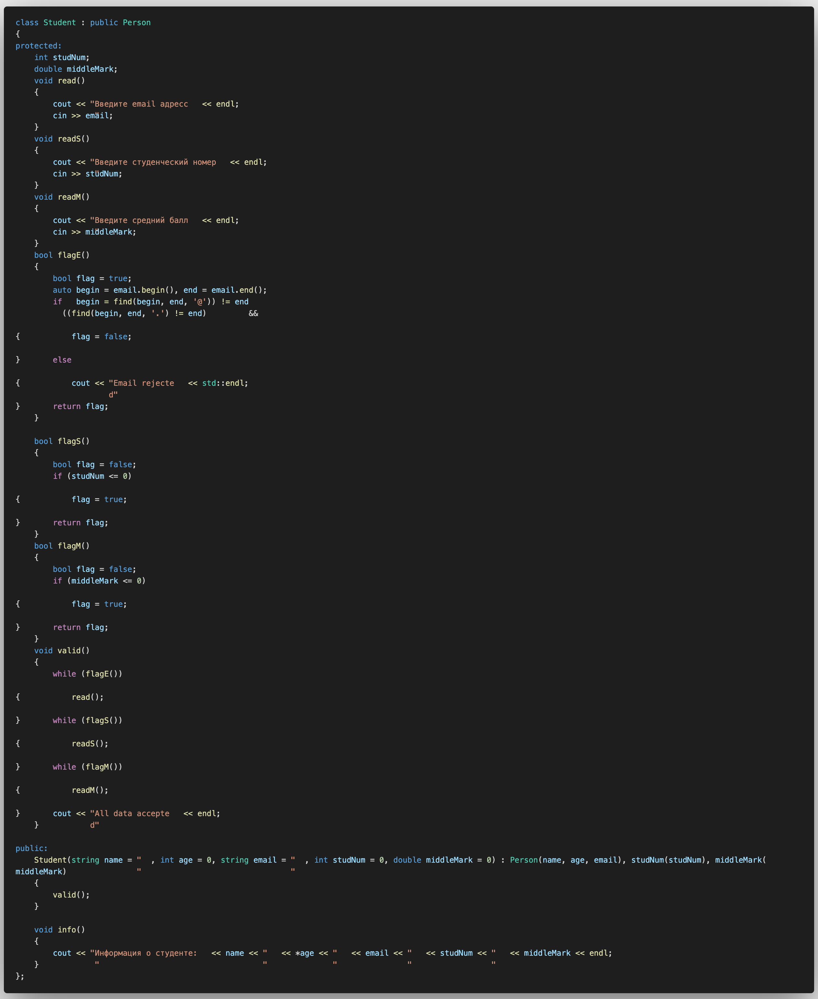 class Student : public Person
{
protected:
    int studNum;
    double middleMark;
    void read()
    {
        cout << "Введите email адресс   << endl;
        cin >> email;
"
    }
    void readS()
    {
        cout << "Введите студенческий номер   << endl;
        cin >> studNum;
"
    }
    void readM()
    {
        cout << "Введите средний балл   << endl;
        cin >> middleMark;
"
    }
    bool flagE()
    {
        bool flag = true;
        auto begin = email.begin(), end = email.end();
        if   begin = find(begin, end, '@')) != end
          ((find(begin, end, '.') != end)         &&
{           flag = false;
}       else
{           cout << "Email rejecte   << std::endl;
                    d"
}       return flag;
    }
    bool flagS()
    {
        bool flag = false;
        if (studNum <= 0)
{           flag = true;
}       return flag;
    }
    bool flagM()
    {
        bool flag = false;
        if (middleMark <= 0)
{           flag = true;
}       return flag;
    }
    void valid()
    {
        while (flagE())
{           read();
}       while (flagS())
{           readS();
}       while (flagM())
{           readM();
}       cout << "All data accepte   << endl;
    }           d"
public:
    Student(string name = "  , int age = 0, string email = "  , int studNum = 0, double middleMark = 0) : Person(name, age, email), studNum(studNum), middleMark(
middleMark)               "                                "
    {
        valid();
    }
    void info()
    {
        cout << "Информация о студенте:   << name << "   << *age << "   << email << "   << studNum << "   << middleMark << endl;
    }            "                                   "              "               "                 "
};